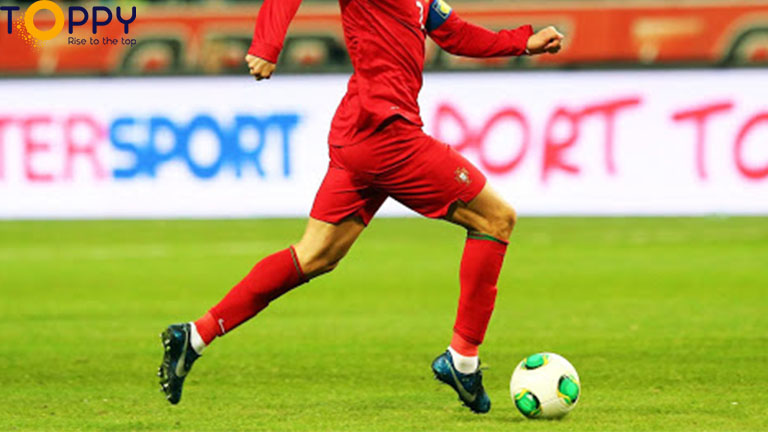 TOPPY
Rise to the top
TERSPORT
PORT TO